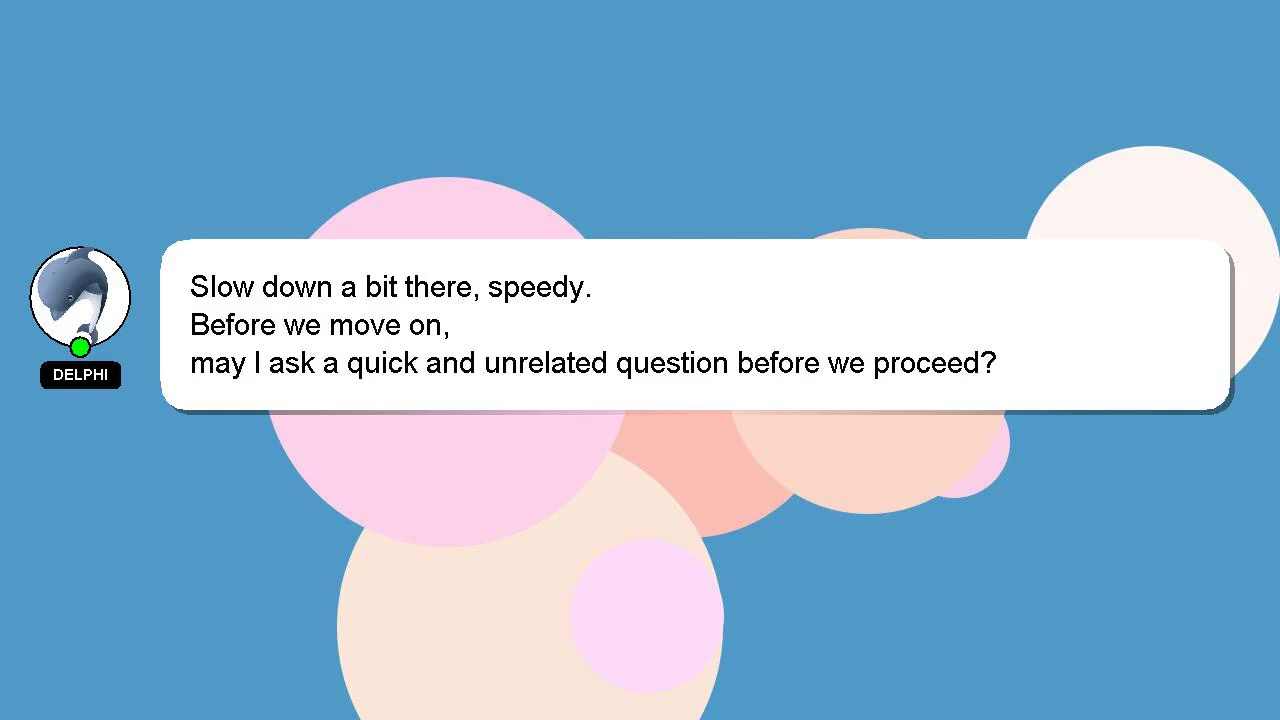 Slow down a bit there, speedy.
Before we move on,
may I ask a quick and unrelated question before we proceed?
DELPHI